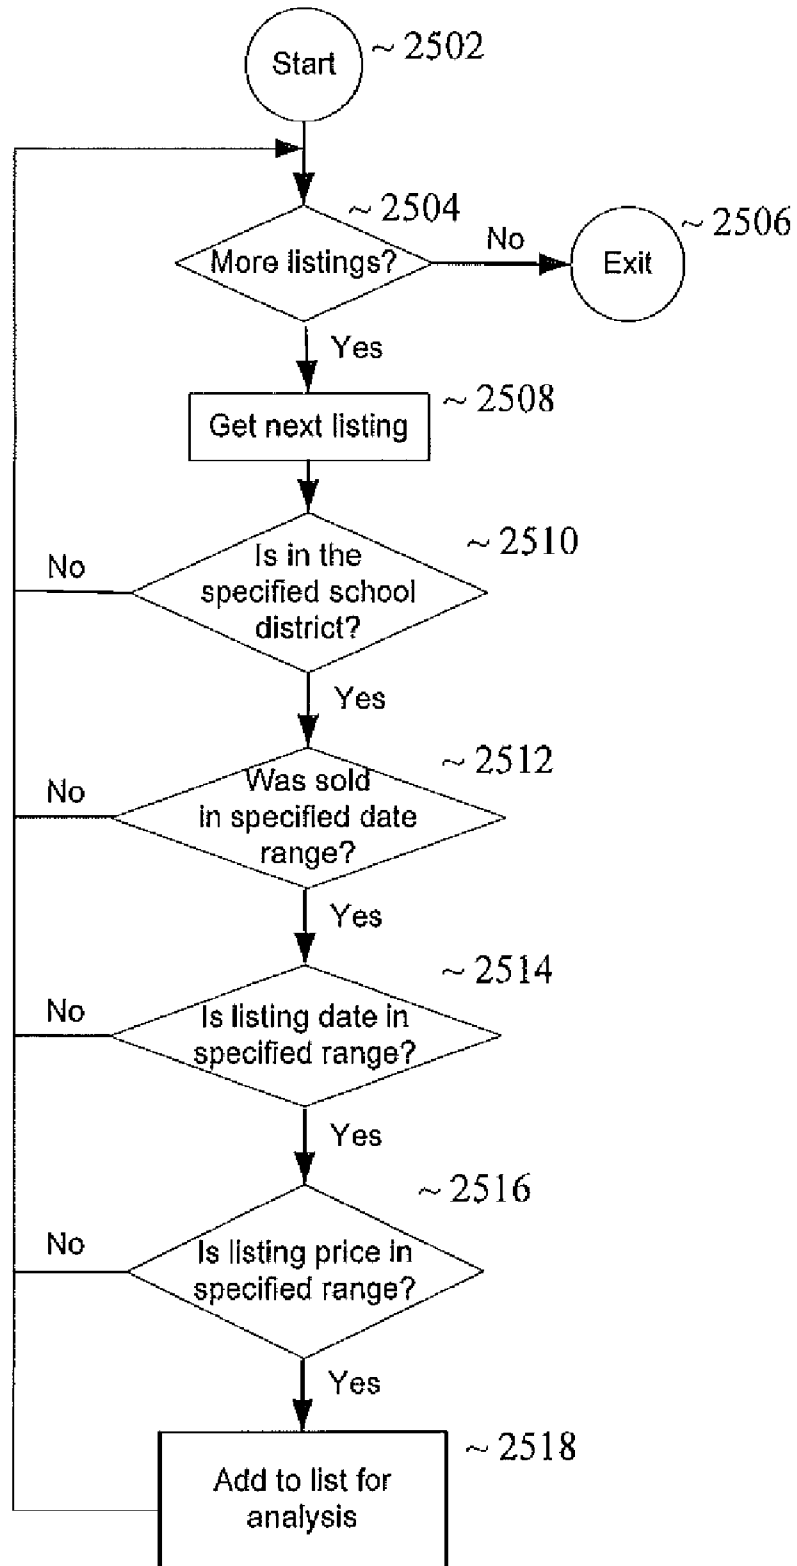 Start
~2502
~2504
More listings?
No
Exit
~2506
Yes
Get next listing
~2508
Is in the
specified school
district?
~2510
No
Yes
Was sold
in specified date
range?
~2512
No
Yes
Is listing date in
specified range?
~2514
No
Yes
Is listing price in
specified range?
~2516
No
Yes
Add to list for
analysis
~2518